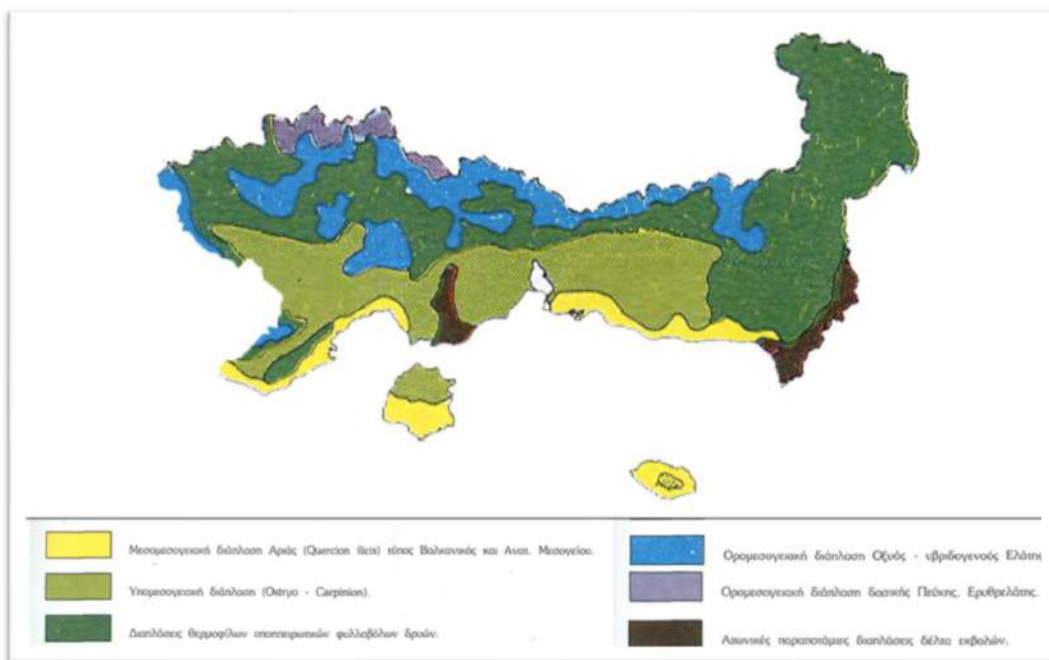 Μεσομεσογειακή διάπλαση Αριάς (Quercion ilicis) τύπος Βαλκανικός και Ανατ. Μεσογείου.
Υπομεσογειακή διάπλαση (Ostryo - Carpinion).
Διαπλάσεις θερμοφίλων υποηπειρωτικών φυλλοβόλων δρυών.
Ορομεσογειακή διάπλαση Οξυάς - υβριδογενούς Ελάτης
Ορομεσογειακή διάπλαση δασικής Πεύκης, Ερυθρελάτης.
Αζωνικές παραποτάμιες διαπλάσεις δέλτα εκβολών.